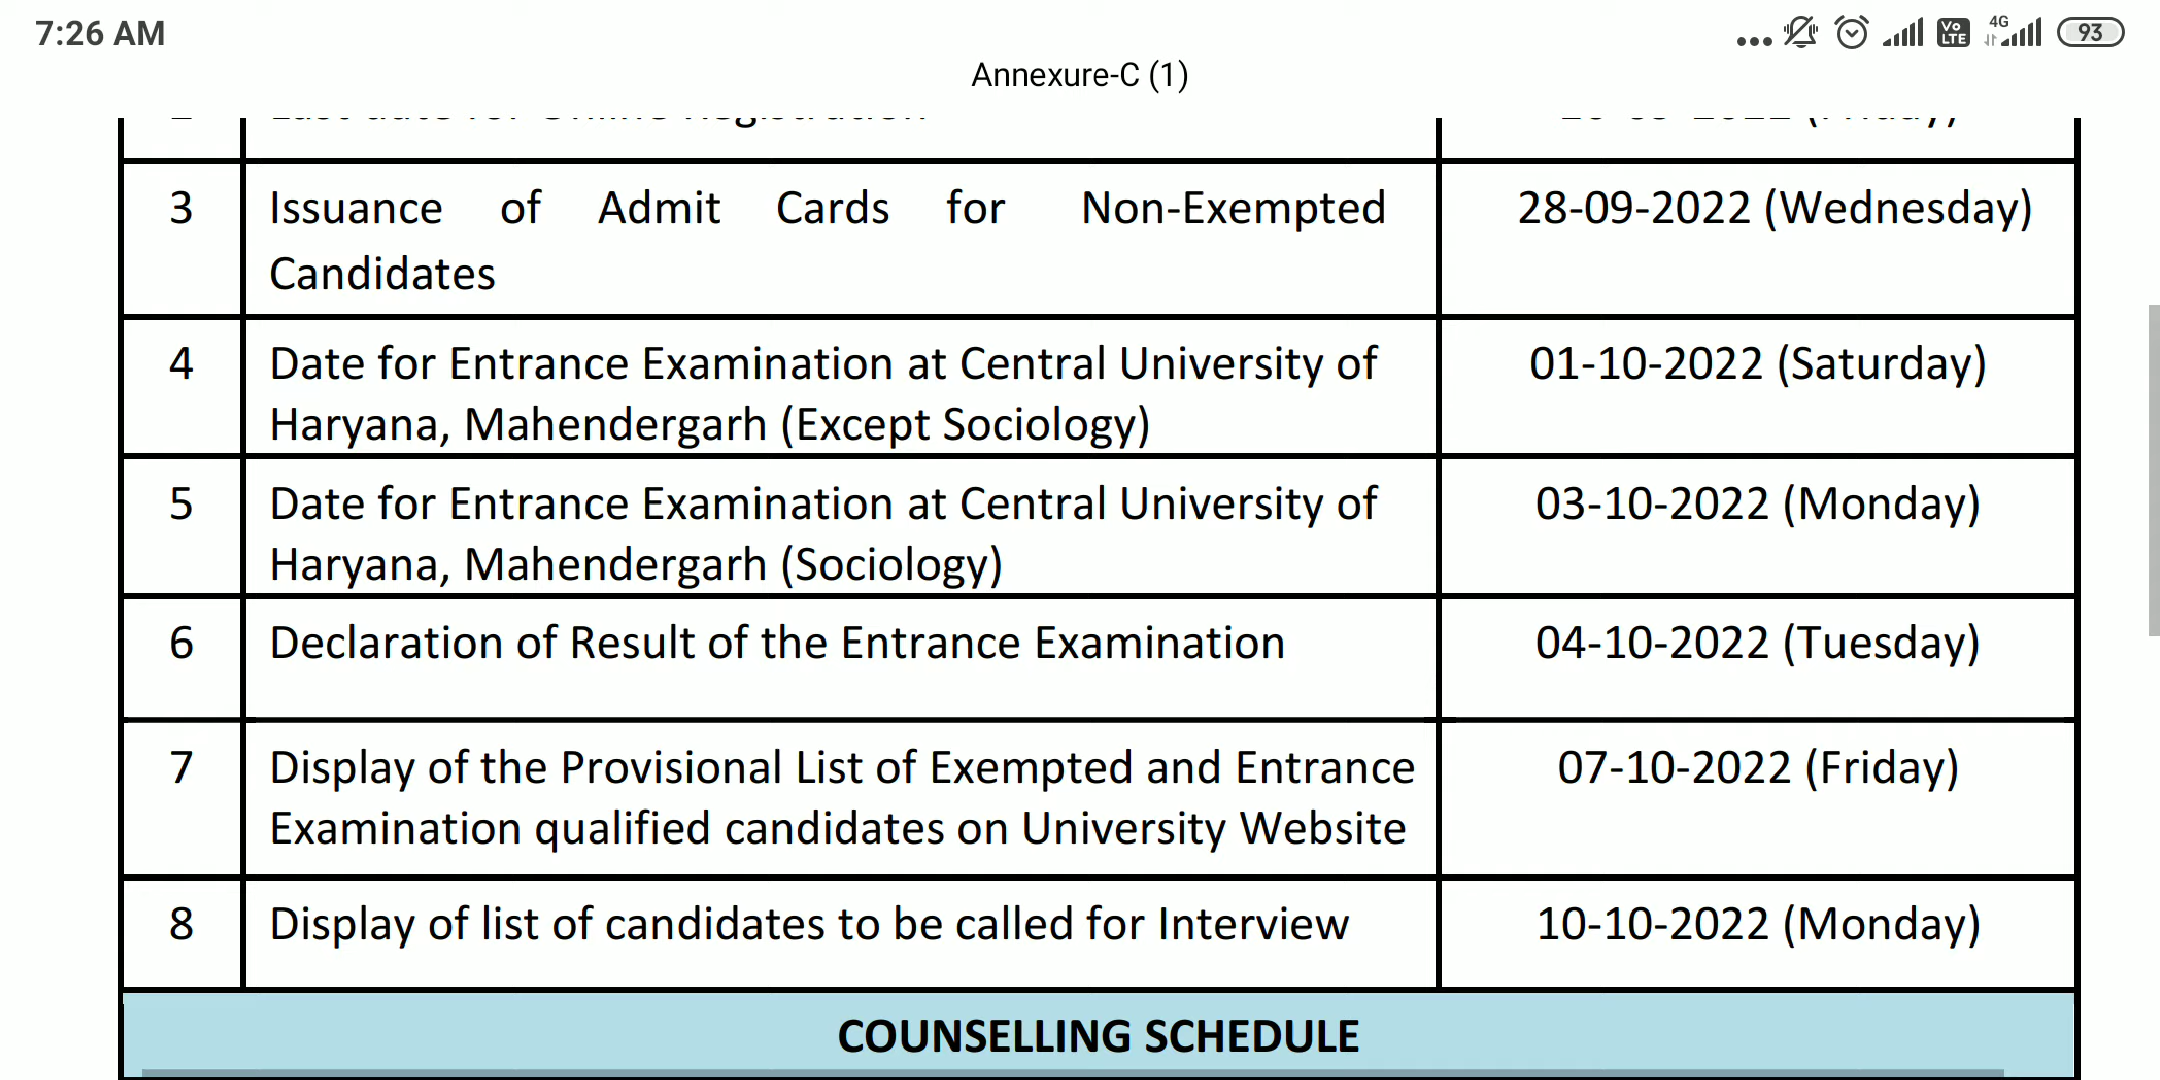 7:26 AM
Vo LTE
4G
93
Annexure-C (1)
3 Issuance of Admit Cards for Non-Exempted 28-09-2022 (Wednesday)
Candidates
4 Date for Entrance Examination at Central University of 01-10-2022 (Saturday)
Haryana, Mahendergarh (Except Sociology)
5 Date for Entrance Examination at Central University of 03-10-2022 (Monday)
Haryana, Mahendergarh (Sociology)
6 Declaration of Result of the Entrance Examination 04-10-2022 (Tuesday)
7 Display of the Provisional List of Exempted and Entrance 07-10-2022 (Friday)
Examination qualified candidates on University Website
8 Display of list of candidates to be called for Interview 10-10-2022 (Monday)
COUNSELLING SCHEDULE